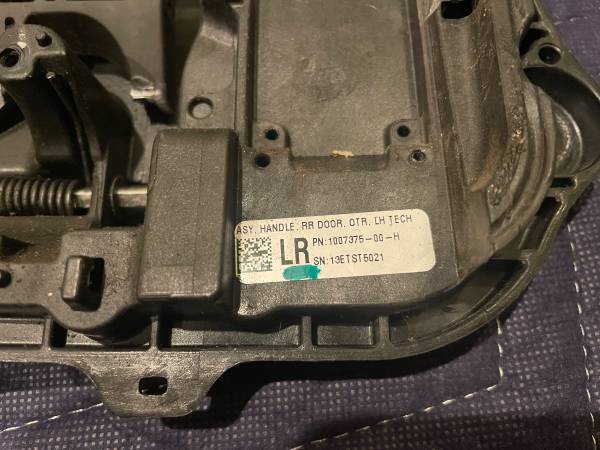 ASY, HANDLE, RR DOOR, OTR, LH TECH
LR
PN:1007375-00-H
SN:13ETST5021